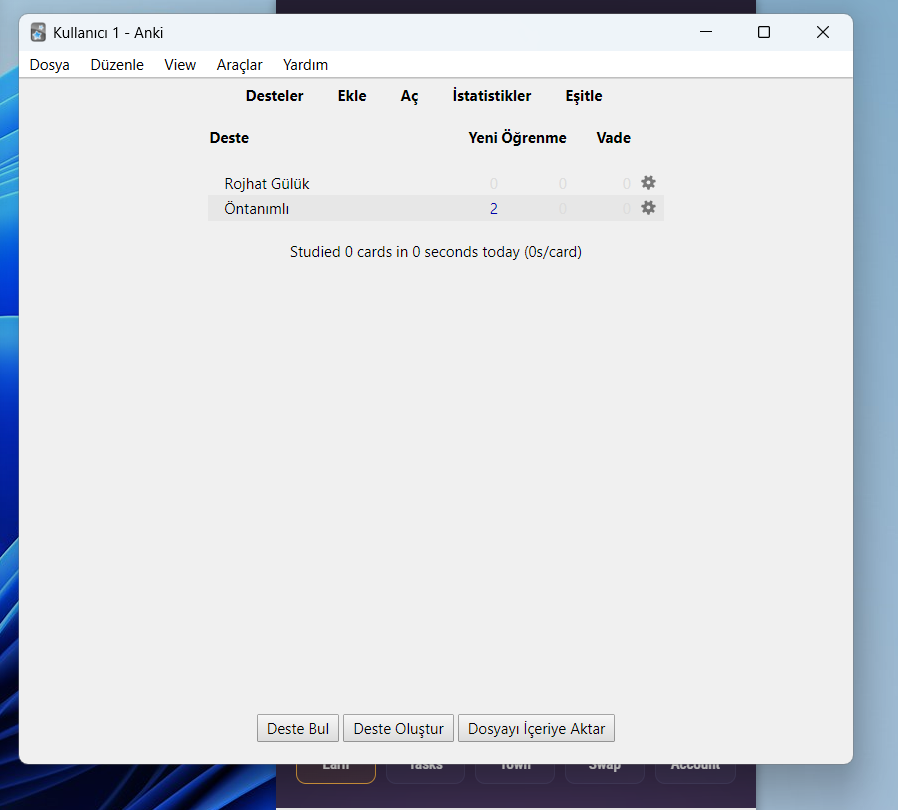 Kullanıcı 1 - Anki
Dosya Düzenle View Araçlar Yardım
Desteler Ekle Aç İstatistikler Eşitle
Deste Yeni Öğrenme Vade
Rojhat Gülük 0 0 0
Öntanımlı 2 0 0
Studied 0 cards in 0 seconds today (0s/card)
Deste Bul Deste Oluştur Dosyayı İçeriye Aktar
Earn Tasks Town Swap Account